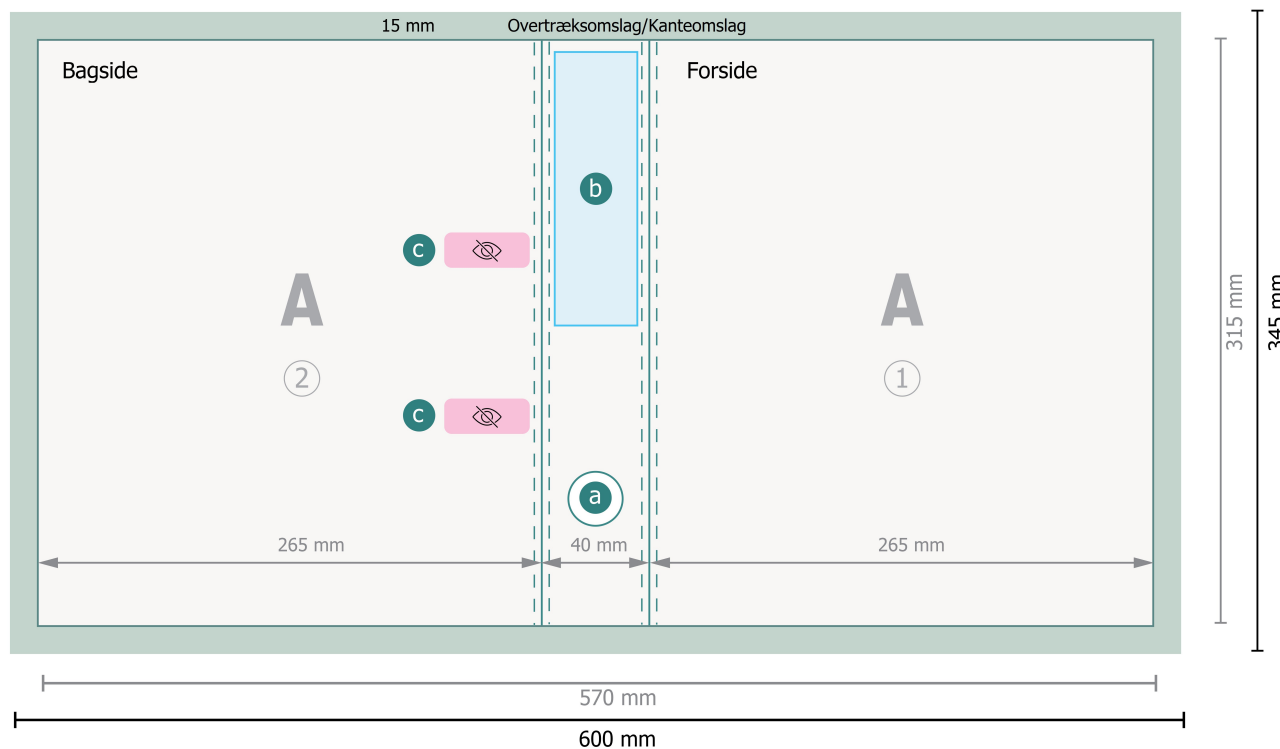 15 mm Overtræksomslag/Kanteomslag
Bagside
Forside
b
c
c
A
A
2
1
a
265 mm
40 mm
265 mm
315 mm
345 mm
570 mm
600 mm